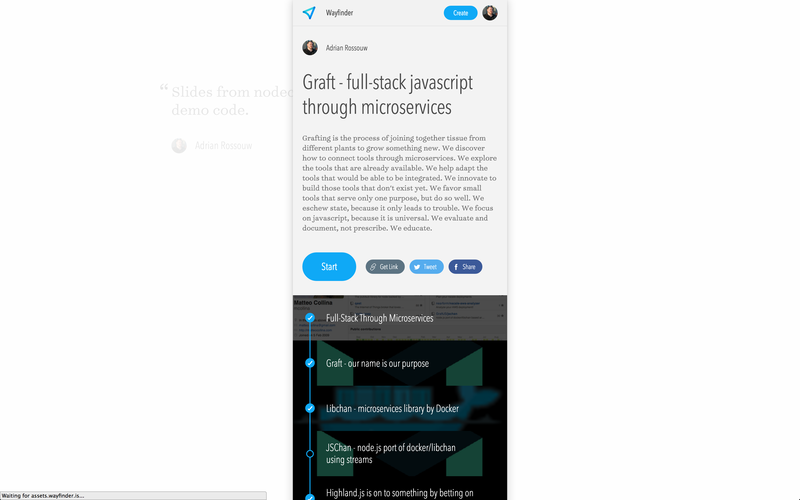 Wayfinder
Create
Adrian Rossouw
Graft - full-stack javascript
through microservices
“ Slides from noded
demo code.
Adrian Rossouw
Grafting is the process of joining together tissue from
different plants to grow something new. We discover
how to connect tools through microservices. We explore
the tools that are already available. We help adapt the
tools that would be able to be integrated. We innovate to
build those tools that don't exist yet. We favor small
tools that serve only one purpose, but do so well. We
eschew state, because it only leads to trouble. We focus
on javascript, because it is universal. We evaluate and
document, not prescribe. We educate.
Start
Get Link
Tweet
Share
Matteo Collina
Full-Stack Through Microservices
Graft - our name is our purpose
Libchan - microservices library by Docker
JSChan - node.js port of docker/libchan
using streams
Highland.js is on to something by betting on
Waiting for assets.wayfinder.is...